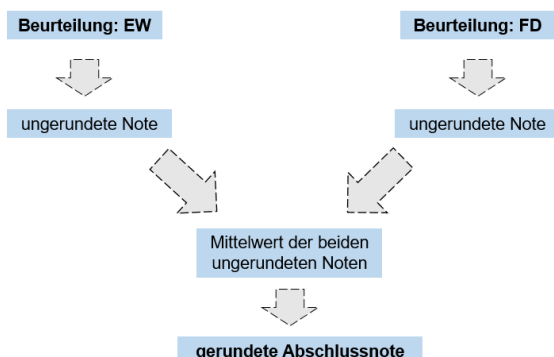 Beurteilung: EW
Beurteilung: FD
ungerundete Note
ungerundete Note
Mittelwert der beiden
ungerundeten Noten
gerundete Abschlussnote